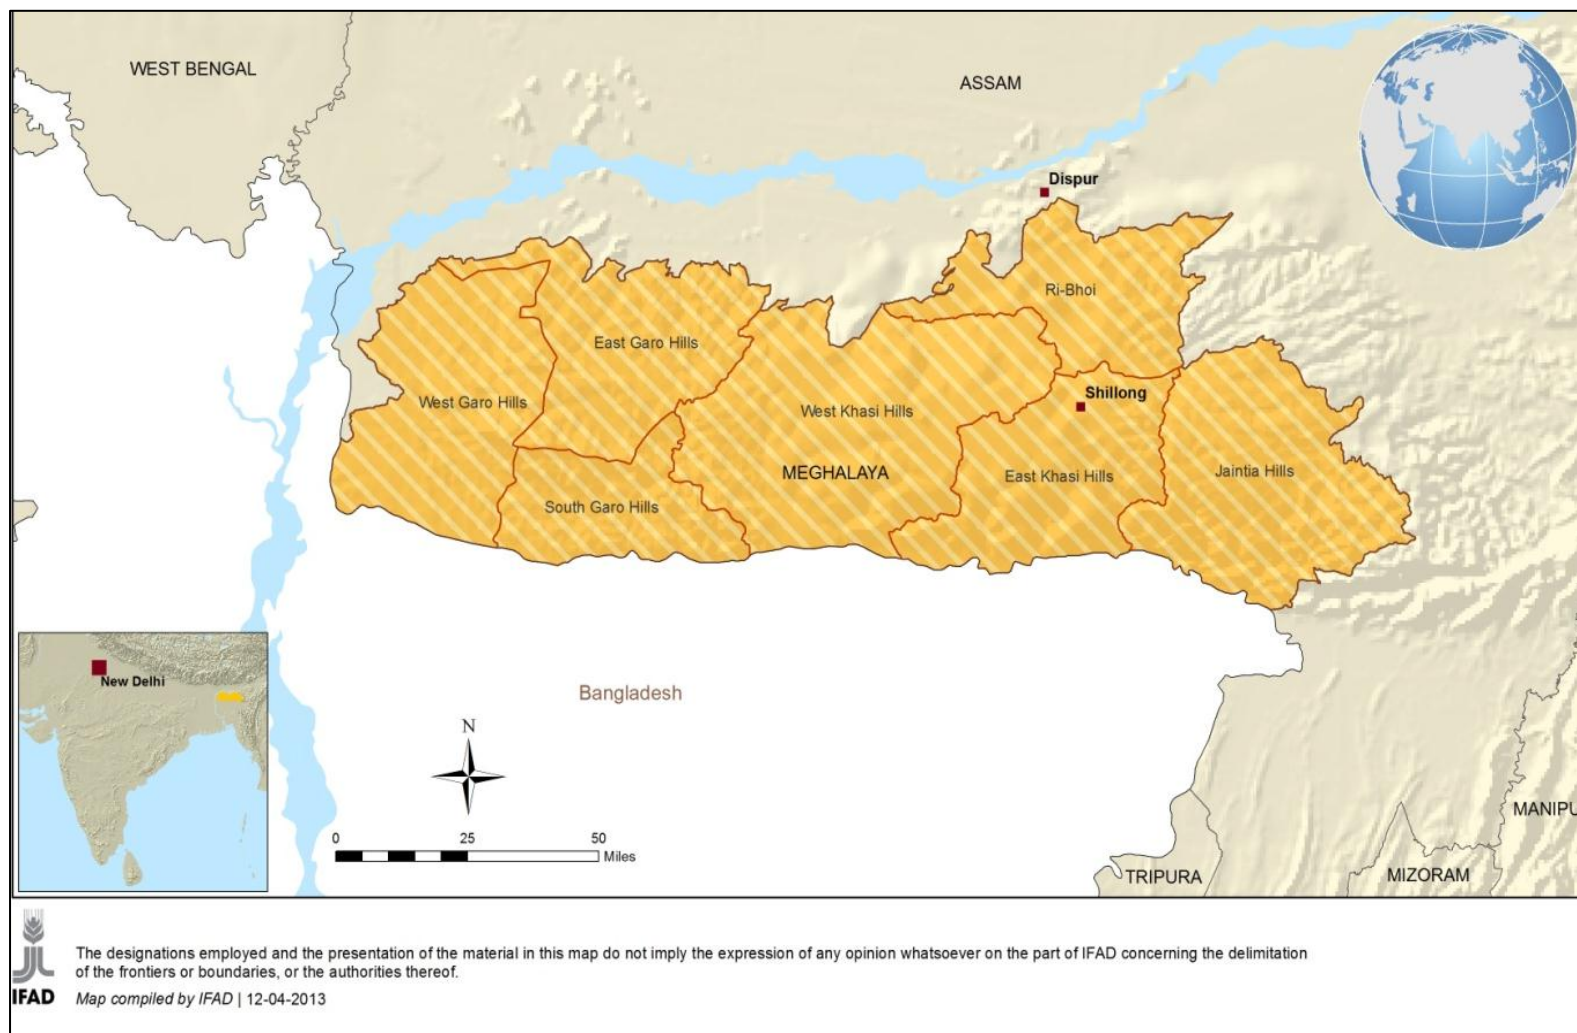 WEST BENGAL
ASSAM
Dispur
Ri-Bhoi
East Garo Hills
West Garo Hills
West Khasi Hills
Shillong
MEGHALAYA
East Khasi Hills
Jaintia Hills
South Garo Hills
New Delhi
Bangladesh
N
0 25 50
Miles
MANIPU
TRIPURA
MIZORAM
IFAD
The designations employed and the presentation of the material in this map do not imply the expression of any opinion whatsoever on the part of IFAD concerning the delimitation
of the frontiers or boundaries, or the authorities thereof.
Map compiled by IFAD | 12-04-2013